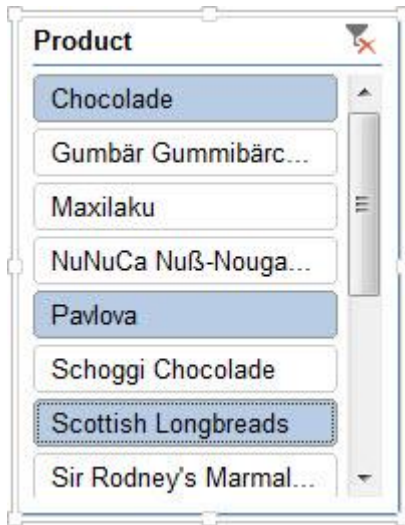 Product
Chocolade
Gumbär Gummibärc...
Maxilaku
NuNuCa Nuß-Nouga...
Pavlova
Schoggi Chocolade
Scottish Longbreads
Sir Rodney's Marmal...